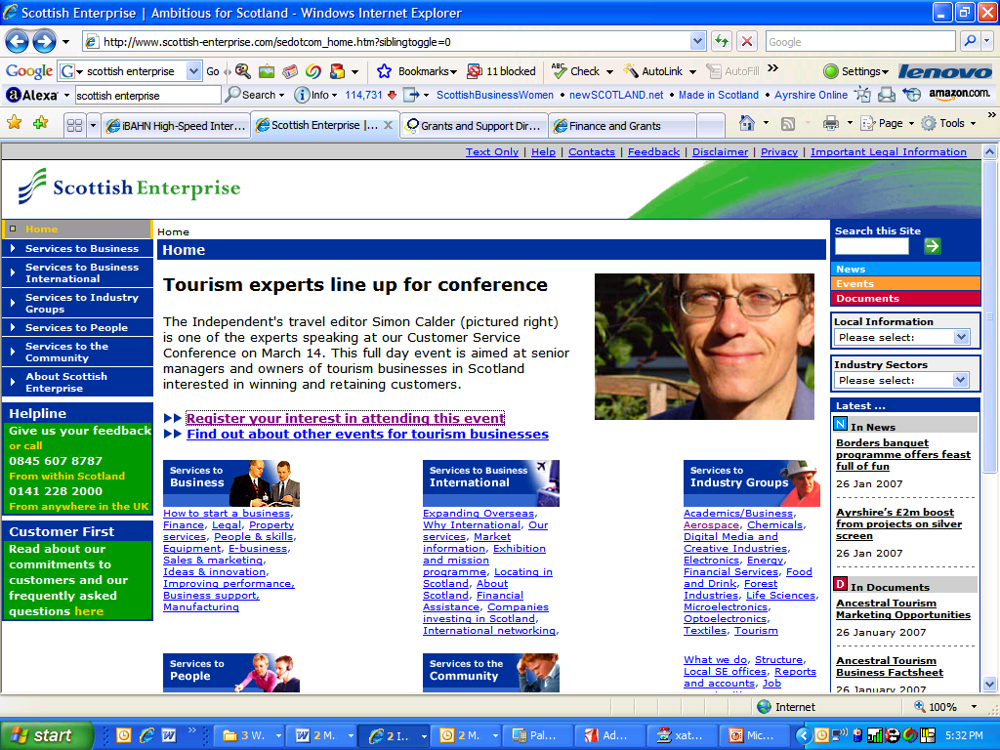 Scottish Enterprise | Ambitious for Scotland - Windows Internet Explorer
http://www.scottish-enterprise.com/sedotcom_home.htm?siblingtoggle=0
Google
Google
scottish enterprise
Go
Bookmarks
11 blocked
Check
AutoLink
AutoFill
Settings
lenovo
Alexa
scottish enterprise
Search
Info
114,731
ScottishBusinessWomen
newSCOTLAND.net
Made in Scotland
Ayrshire Online
amazon.com
iBAHN High-Speed Inter...
Scottish Enterprise |...
Grants and Support Dir...
Finance and Grants
Page
Tools
Text Only | Help | Contacts | Feedback | Disclaimer | Privacy | Important Legal Information
Scottish Enterprise
Home
Services to Business
Services to Business
International
Services to Industry
Groups
Services to People
Services to the
Community
About Scottish
Enterprise
Helpline
Give us your feedback
or call
0845 607 8787
From within Scotland
0141 228 2000
From anywhere in the UK
Customer First
Read about our
commitments to
customers and our
frequently asked
questions here
Home
Home
Tourism experts line up for conference
The Independent's travel editor Simon Calder (pictured right)
is one of the experts speaking at our Customer Service
Conference on March 14. This full day event is aimed at senior
managers and owners of tourism businesses in Scotland
interested in winning and retaining customers.
Register your interest in attending this event
Find out about other events for tourism businesses
Services to
Business
How to start a business,
Finance, Legal, Property
services, People & skills,
Equipment, E-business,
Sales & marketing,
Ideas & innovation,
Improving performance,
Business support,
Manufacturing
Services to Business
International
Expanding Overseas,
Why International, Our
services, Market
information, Exhibition
and mission
programme, Locating in
Scotland, About
Scotland, Financial
Assistance, Companies
investing in Scotland,
International networking,
Services to
Industry Groups
Academics/Business,
Aerospace, Chemicals,
Digital Media and
Creative Industries,
Electronics, Energy,
Financial Services, Food
and Drink, Forest
Industries, Life Sciences,
Microelectronics,
Optoelectronics,
Textiles, Tourism
Services to
People
Services to the
Community
What we do, Structure,
Local SE offices, Reports
and accounts, Job
Search this Site
News
Events
Documents
Local Information
Please select:
Industry Sectors
Please select:
Latest ...
N In News
Borders banquet
programme offers feast
full of fun
26 Jan 2007
Ayrshire's £2m boost
from projects on silver
screen
26 Jan 2007
D In Documents
Ancestral Tourism
Marketing Opportunities
26 January 2007
Ancestral Tourism
Business Factsheet
26 January 2007
Internet
100%
start
3 W...
2 M...
2 I...
2 M...
Pal...
Ad...
xat...
Mic...
5:32 PM